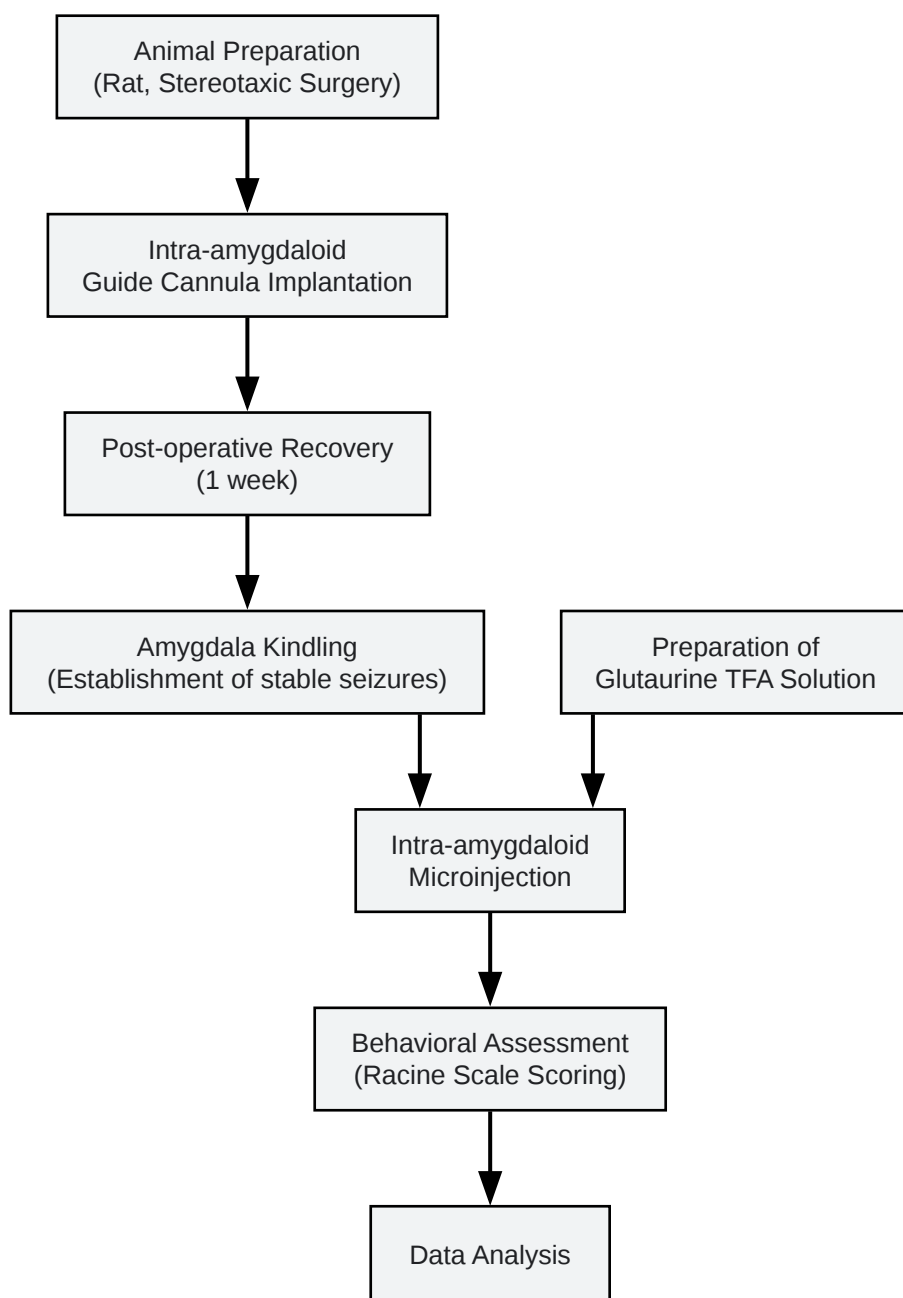 Animal Preparation
(Rat, Stereotaxic Surgery)
Intra-amygdaloid
Guide Cannula Implantation
Post-operative Recovery
(1 week)
Amygdala Kindling
(Establishment of stable seizures)
Preparation of
Glutaurine TFA Solution
Intra-amygdaloid
Microinjection
Behavioral Assessment
(Racine Scale Scoring)
Data Analysis